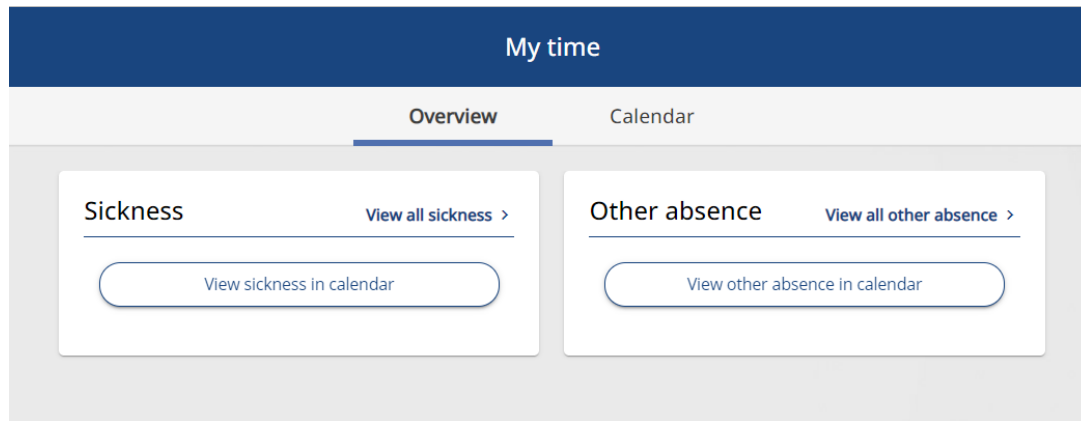 My time
Overview
Calendar
Sickness
View all sickness >
View sickness in calendar
Other absence
View all other absence >
View other absence in calendar